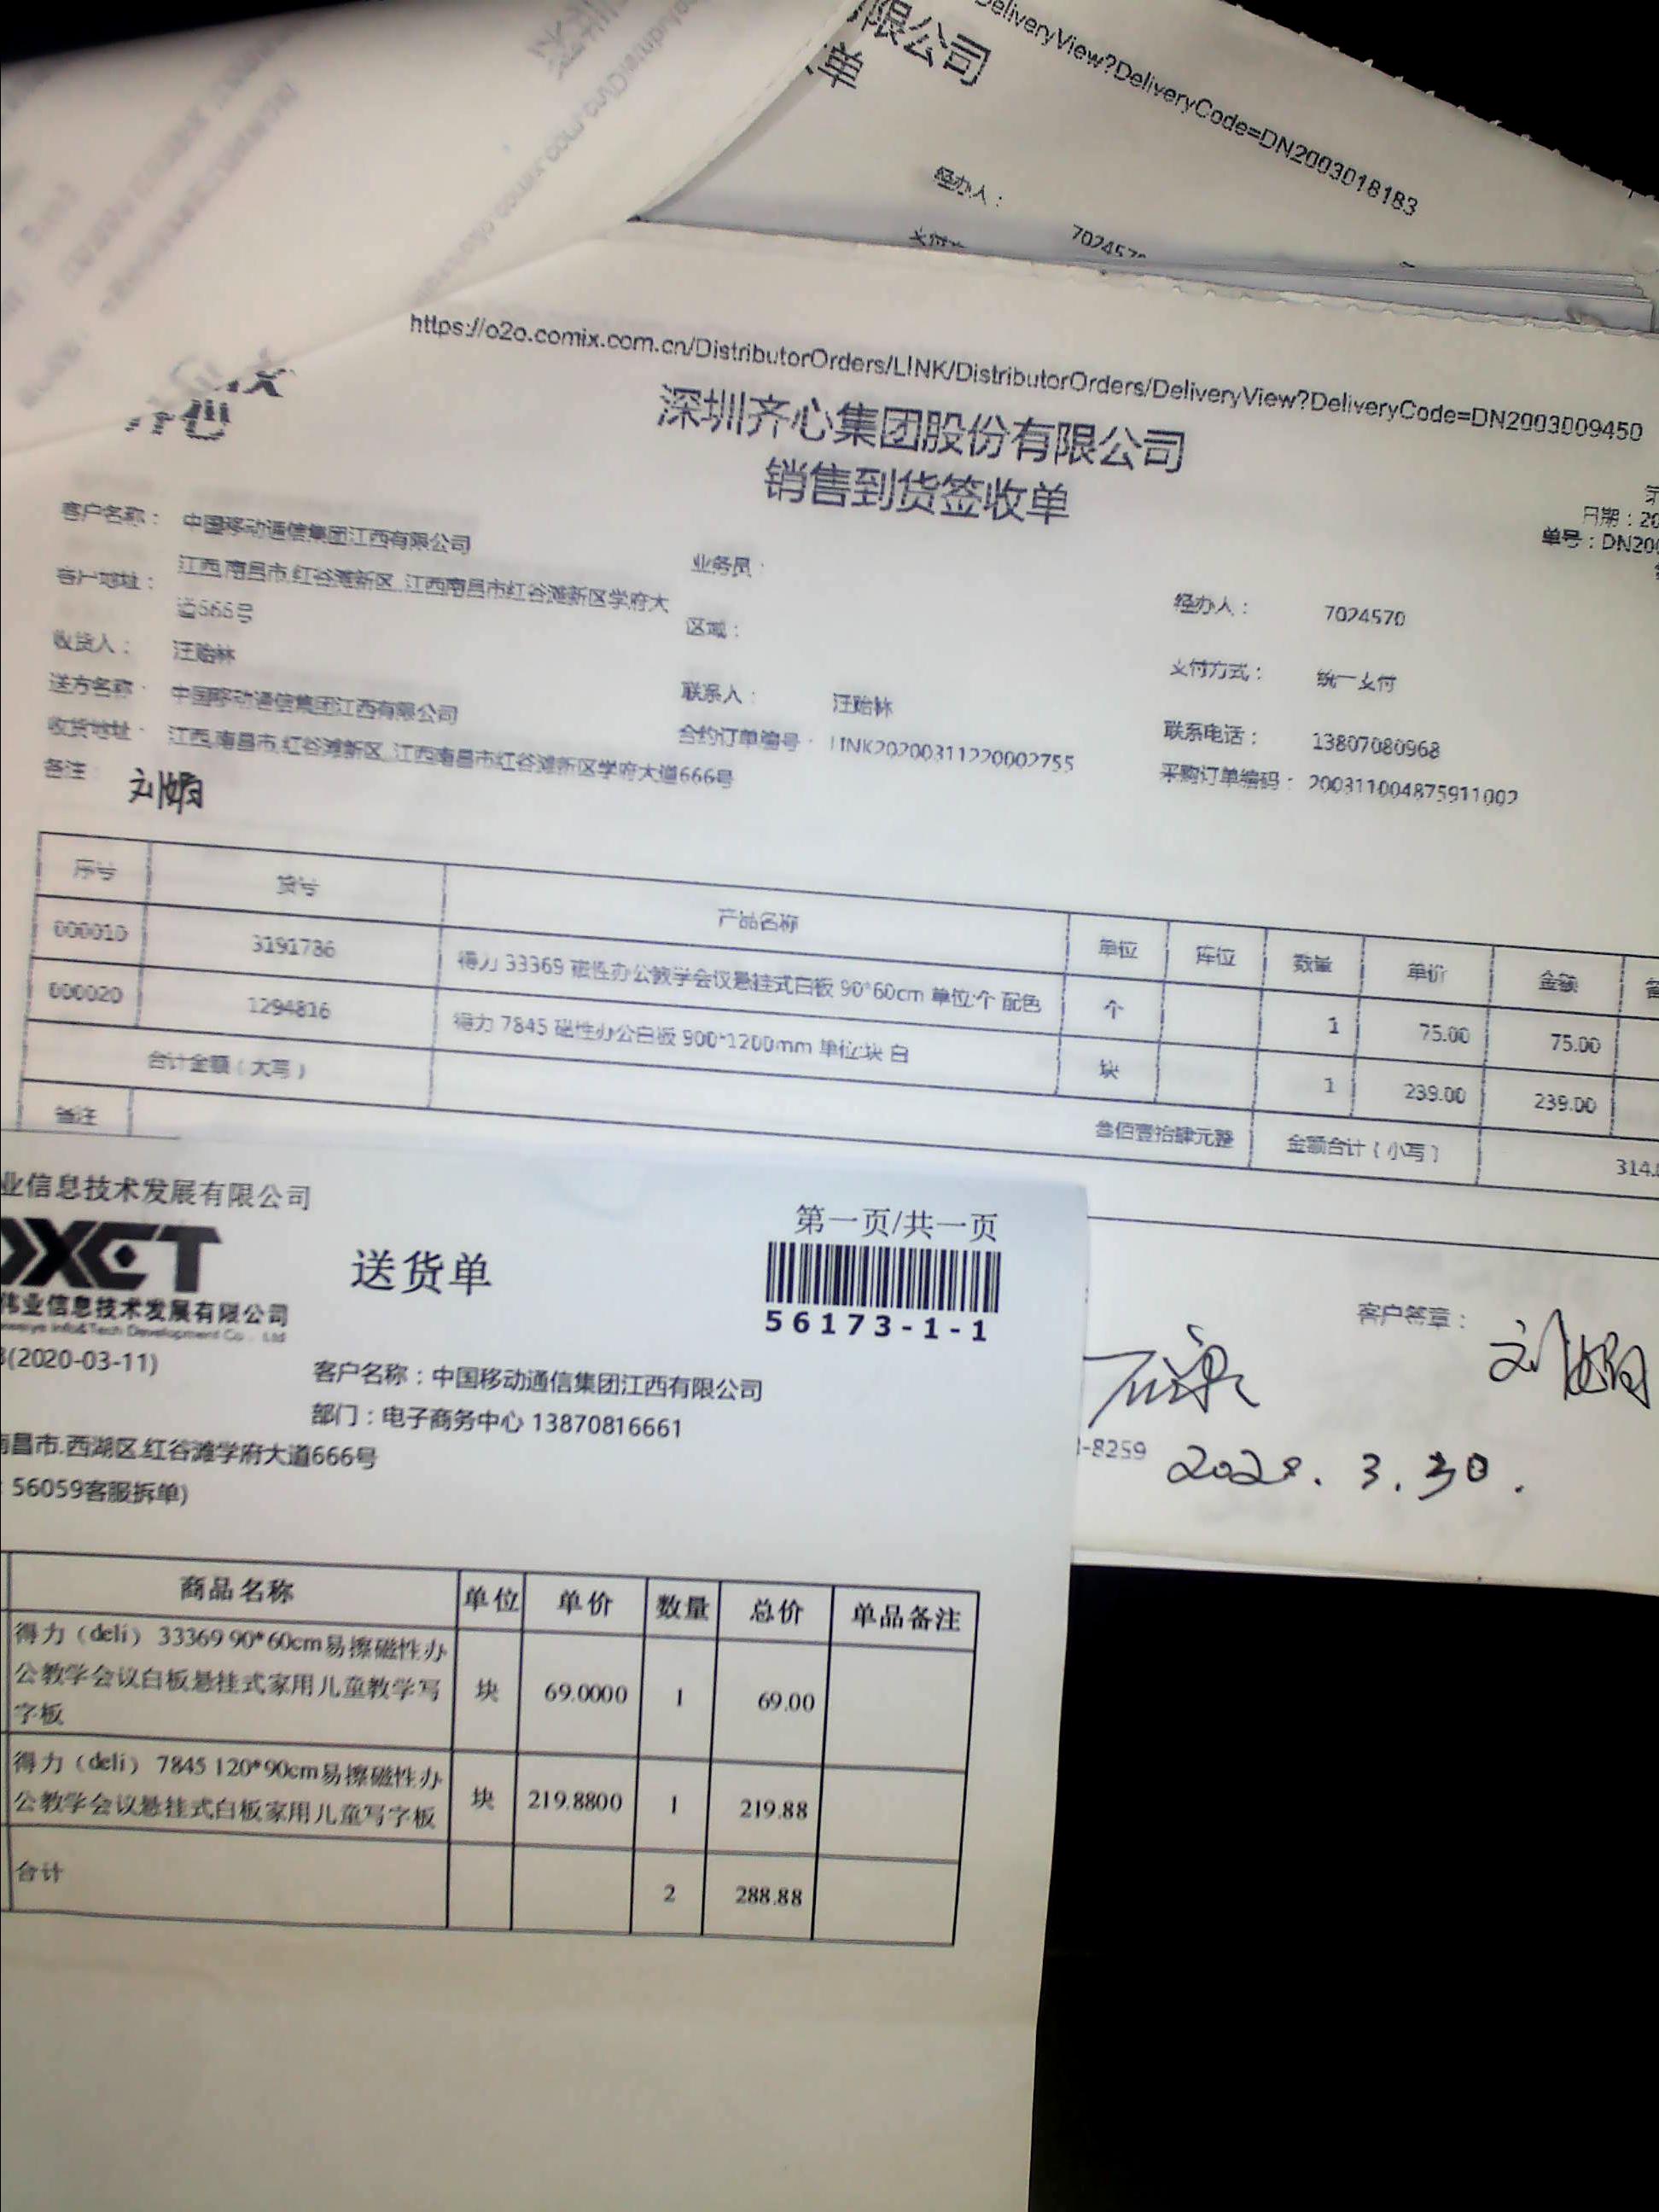 限公司
单
DeliveryView?DeliveryCode=DN2003018183
经办人：
702457
https://o2o.comix.com.cn/DistributorOrders/LINK/DistributorOrders/DeliveryView?DeliveryCode=DN2003009450
齐心
深圳齐心集团股份有限公司
销售到货签收单
日期：20
单号：DN20
客户名称： 中国移动通信集团江西有限公司 业务员：
客户地址： 江西,南昌市,红谷滩新区,江西南昌市红谷滩新区学府大道666号 区域： 经办人： 7024570
收货人： 汪贻林 联系人： 汪贻林 支付方式： 统一支付
送方名称： 中国移动通信集团江西有限公司 合约订单编号： LINK202003111220002755 联系电话： 13807080968
收货地址： 江西,南昌市,红谷滩新区,江西南昌市红谷滩新区学府大道666号 采购订单编码： 200311004875911002
备注： 刘娟
序号 货号 产品名称 单位 库位 数量 单价 金额
000010 3191786 得力 33369 磁性办公教学会议悬挂式白板 90*60cm 单位:个 配色 个 1 75.00 75.00
000020 1294816 得力 7845 磁性办公白板 900*1200mm 单位:块 白 块 1 239.00 239.00
合计金额（大写） 叁佰壹拾肆元整 金额合计（小写） 314.
备注
客户签章： 刘娟
-8259
2020.3.30.
业信息技术发展有限公司
OXCT
伟业信息技术发展有限公司
Info&Tech Development Co., Ltd
送货单
第一页/共一页
56173-1-1
(2020-03-11)
客户名称：中国移动通信集团江西有限公司
部门：电子商务中心 13870816661
南昌市.西湖区.红谷滩学府大道666号
56059客服拆单)
商品名称 单位 单价 数量 总价 单品备注
得力（deli）33369 90*60cm易擦磁性办公教学会议白板悬挂式家用儿童教学写字板 块 69.0000 1 69.00
得力（deli）7845 120*90cm易擦磁性办公教学会议悬挂式白板家用儿童写字板 块 219.8800 1 219.88
合计 2 288.88